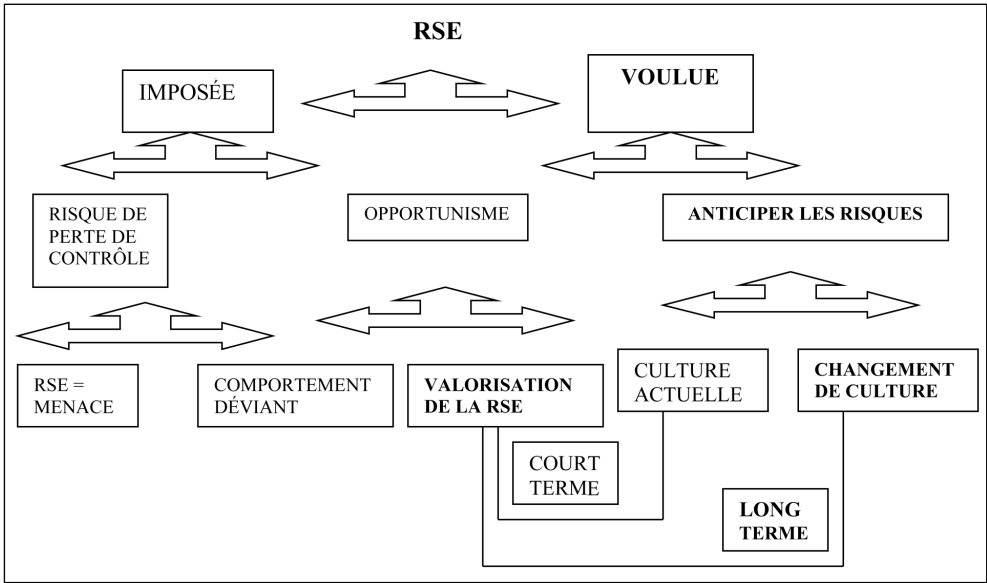 RSE
IMPOSÉE
VOULUE
RISQUE DE
PERTE DE
CONTRÔLE
OPPORTUNISME
ANTICIPER LES RISQUES
RSE =
MENACE
COMPORTEMENT
DÉVIANT
VALORISATION
DE LA RSE
CULTURE
ACTUELLE
CHANGEMENT
DE CULTURE
COURT
TERME
LONG
TERME